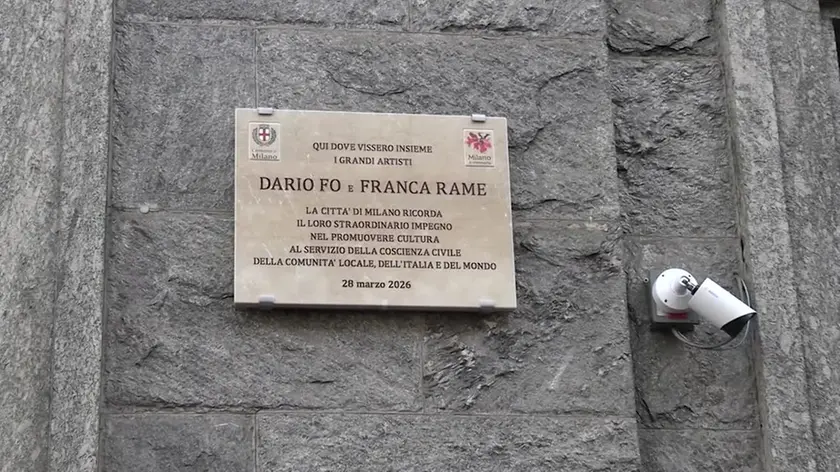 Milano
Milano
QUI DOVE VISSERO INSIEME
I GRANDI ARTISTI
DARIO FO E FRANCA RAME
LA CITTA' DI MILANO RICORDA
IL LORO STRAORDINARIO IMPEGNO
NEL PROMUOVERE CULTURA
AL SERVIZIO DELLA COSCIENZA CIVILE
DELLA COMUNITA' LOCALE, DELL'ITALIA E DEL MONDO
28 marzo 2026